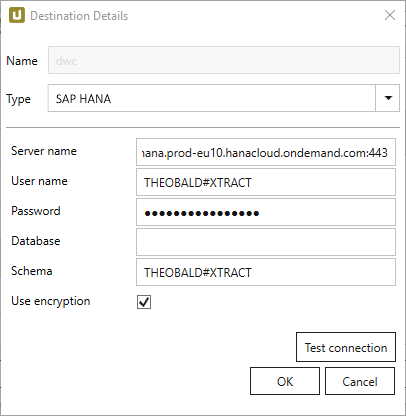 Destination Details
Name dwc
Type SAP HANA
Server name hana.prod-eu10.hanacloud.ondemand.com:443
User name THEOBALD#XTRACT
Password ●●●●●●●●●●●●●●●●
Database
Schema THEOBALD#XTRACT
Use encryption
Test connection
OK Cancel